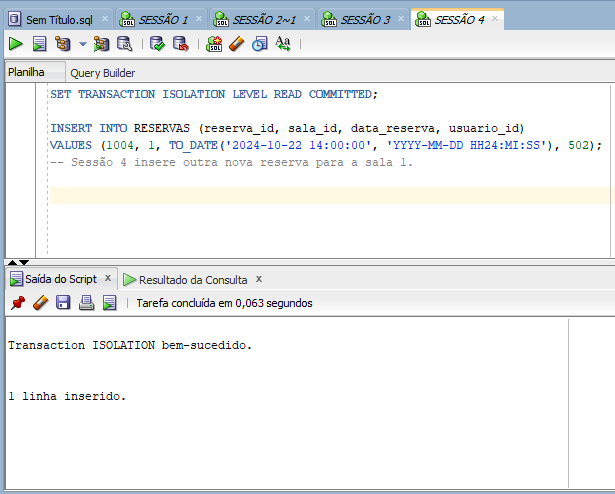 Sem Título.sql
SESSÃO 1
SESSÃO 2~1
SESSÃO 3
SESSÃO 4
Planilha
Query Builder
SET TRANSACTION ISOLATION LEVEL READ COMMITTED;
INSERT INTO RESERVAS (reserva_id, sala_id, data_reserva, usuario_id)
VALUES (1004, 1, TO_DATE('2024-10-22 14:00:00', 'YYYY-MM-DD HH24:MI:SS'), 502);
-- Sessão 4 insere outra nova reserva para a sala 1.
Saída do Script
Resultado da Consulta
Tarefa concluída em 0,063 segundos
Transaction ISOLATION bem-sucedido.
1 linha inserido.